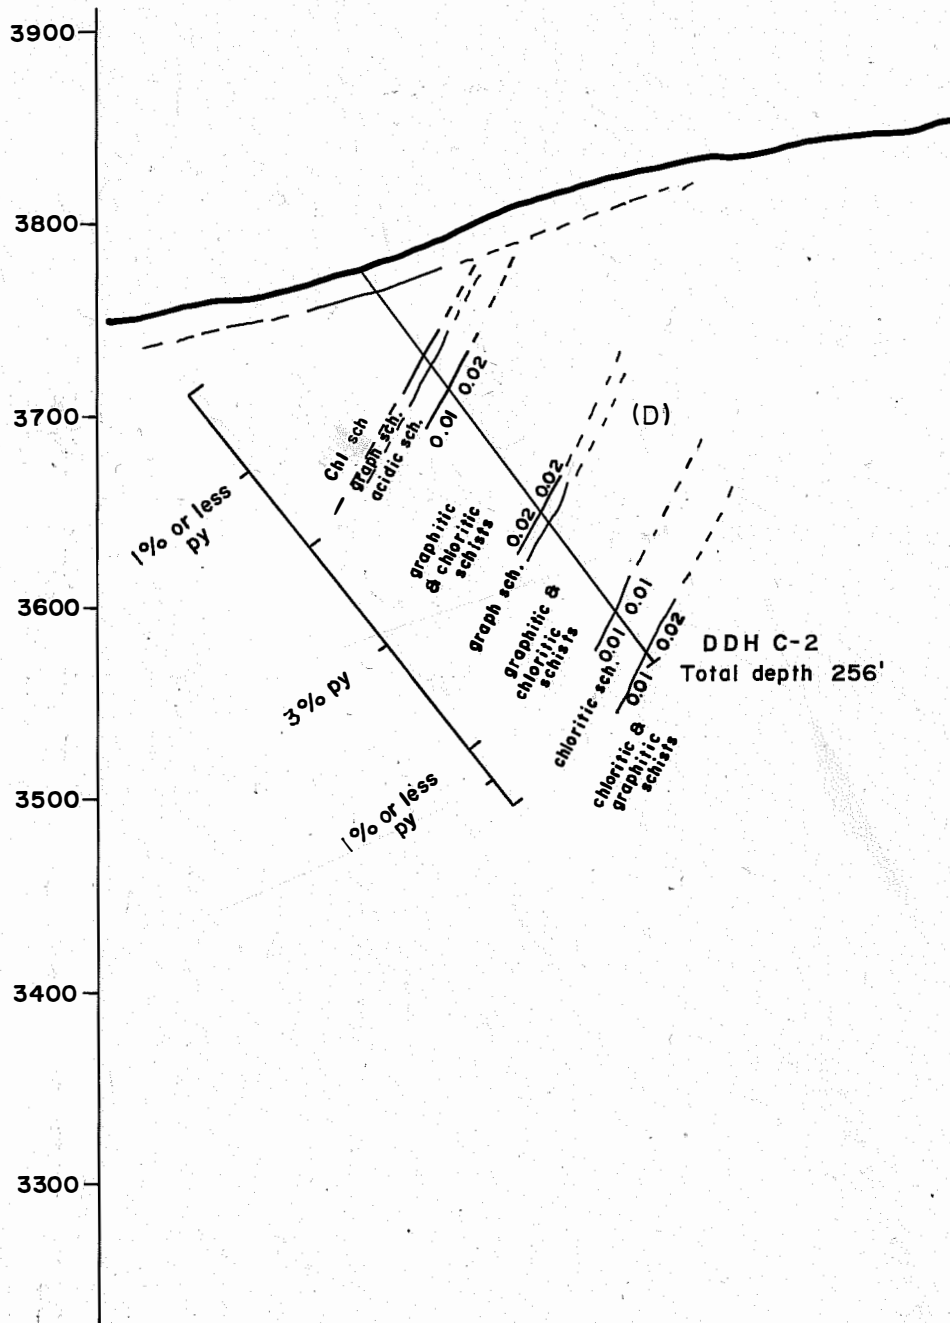 3900
3800
3700
3600
3500
3400
3300
Chl sch
graph sch.
acidic sch.
0.01 0.02
(D)
graphitic
& chloritic
schists
0.02 0.02
graph sch.
graphitic &
chloritic
schists
chloritic sch.
0.01 0.01
0.01 0.02
chloritic &
graphitic
schists
DDH C-2
Total depth 256'
1% or less
py
3% py
1% or less
py